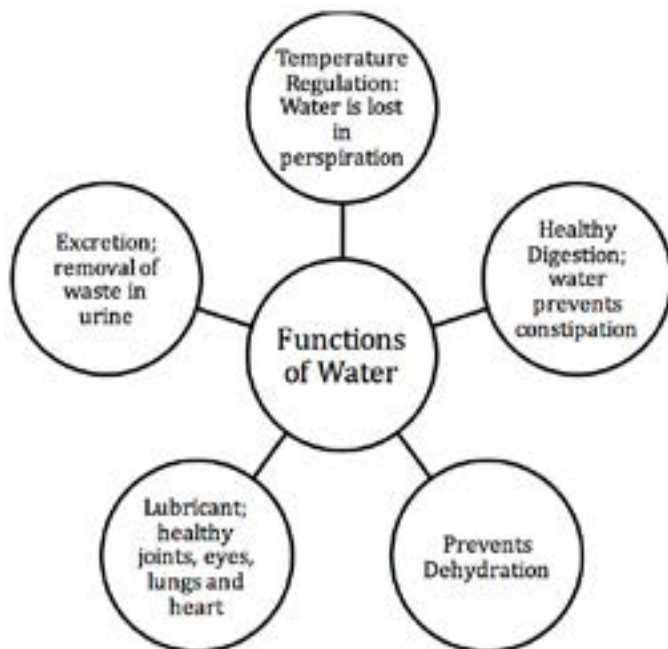 Temperature
Regulation:
Water is lost
in
perspiration
Healthy
Digestion;
water
prevents
constipation
Prevents
Dehydration
Lubricant;
healthy
joints, eyes,
lungs and
heart
Excretion;
removal of
waste in
urine
Functions
of Water